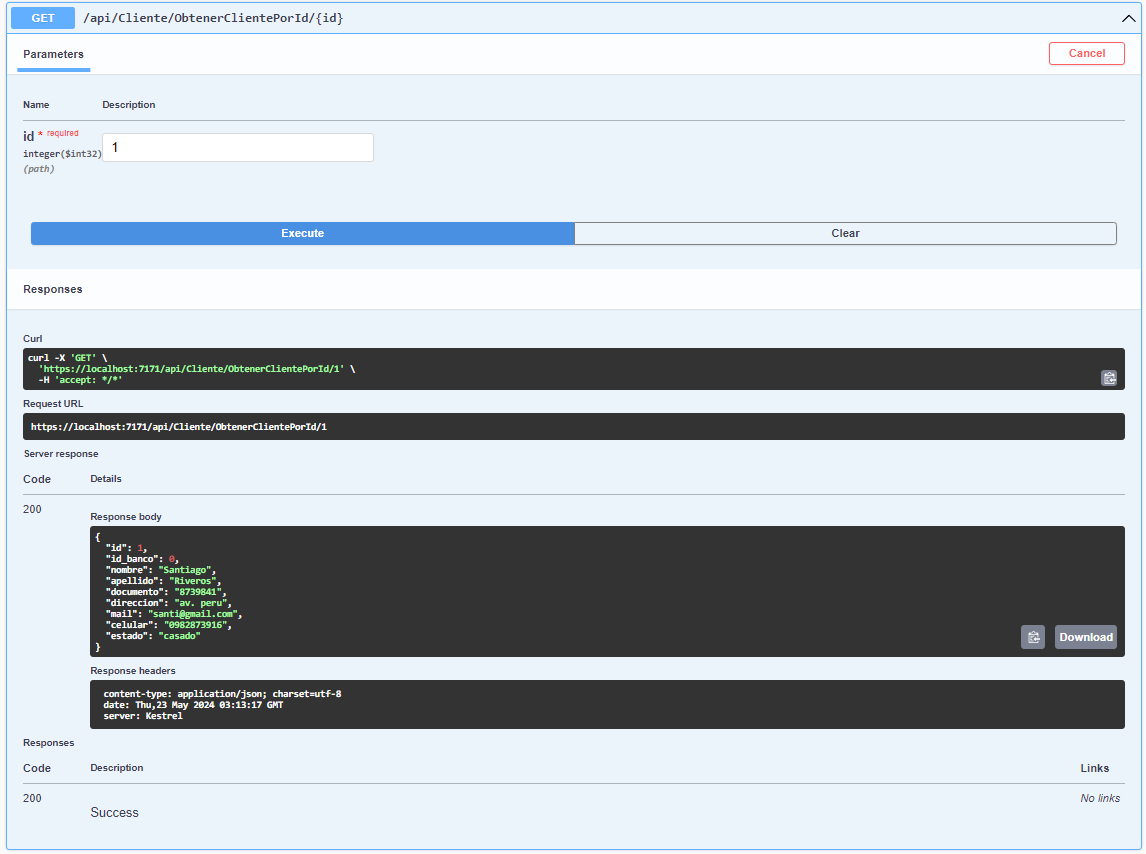 GET /api/Cliente/ObtenerClientePorId/{id}
Parameters Cancel
Name Description
id * required
integer($int32)
(path)
1
Execute Clear
Responses
Curl
curl -X 'GET' \
'https://localhost:7171/api/Cliente/ObtenerClientePorId/1' \
-H 'accept: */*'
Request URL
https://localhost:7171/api/Cliente/ObtenerClientePorId/1
Server response
Code Details
200
Response body
{
"id": 1,
"id_banco": 0,
"nombre": "Santiago",
"apellido": "Riveros",
"documento": "8739841",
"direccion": "av. peru",
"mail": "santi@gmail.com",
"celular": "0982873916",
"estado": "casado"
}
Download
Response headers
content-type: application/json; charset=utf-8
date: Thu,23 May 2024 03:13:17 GMT
server: Kestrel
Responses
Code Description Links
200 No links
Success